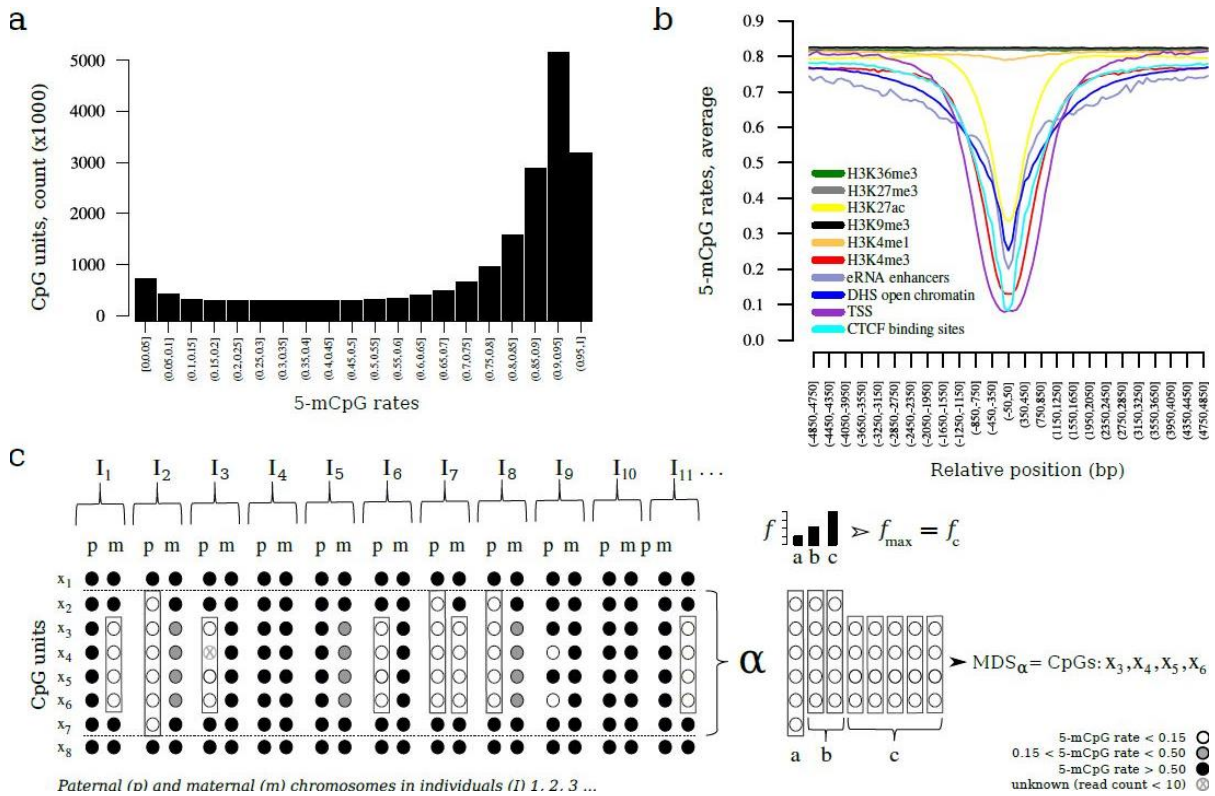 a
CpG units, count (x1000)
5000
4000
3000
2000
1000
0
[0,0.05]
(0.05,0.1]
(0.1,0.15]
(0.15,0.2]
(0.2,0.25]
(0.25,0.3]
(0.3,0.35]
(0.35,0.4]
(0.4,0.45]
(0.45,0.5]
(0.5,0.55]
(0.55,0.6]
(0.6,0.65]
(0.65,0.7]
(0.7,0.75]
(0.75,0.8]
(0.8,0.85]
(0.85,0.9]
(0.9,0.95]
(0.95,1]
5-mCpG rates
b
5-mCpG rates, average
0.9
0.8
0.7
0.6
0.5
0.4
0.3
0.2
0.1
0.0
H3K36me3
H3K27me3
H3K27ac
H3K9me3
H3K4me1
H3K4me3
eRNA enhancers
DHS open chromatin
TSS
CTCF binding sites
(-4850,-4750]
(-4450,-4350]
(-4050,-3950]
(-3650,-3550]
(-3250,-3150]
(-2850,-2750]
(-2450,-2350]
(-2050,-1950]
(-1650,-1550]
(-1250,-1150]
(-850,-750]
(-450,-350]
(-50,50]
(350,450]
(750,850]
(1150,1250]
(1550,1650]
(1950,2050]
(2350,2450]
(2750,2850]
(3150,3250]
(3550,3650]
(3950,4050]
(4350,4450]
(4750,4850]
Relative position (bp)
c
I1 I2 I3 I4 I5 I6 I7 I8 I9 I10 I11 ...
p m p m p m p m p m p m p m p m p m p m p m
CpG units
x1
x2
x3
x4
x5
x6
x7
x8
Paternal (p) and maternal (m) chromosomes in individuals (I) 1, 2, 3 ...
f
a b c
fmax = fc
α
a
b
c
MDSα = CpGs: x3,x4,x5,x6
5-mCpG rate < 0.15
0.15 < 5-mCpG rate < 0.50
5-mCpG rate > 0.50
unknown (read count < 10)